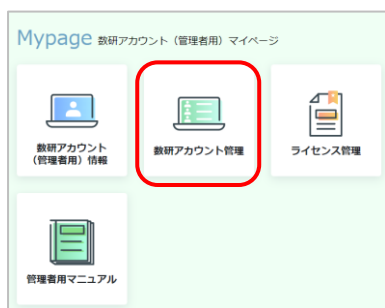 Mypage 数研アカウント（管理者用）マイページ
数研アカウント
（管理者用）情報
数研アカウント管理
ライセンス管理
管理者用マニュアル